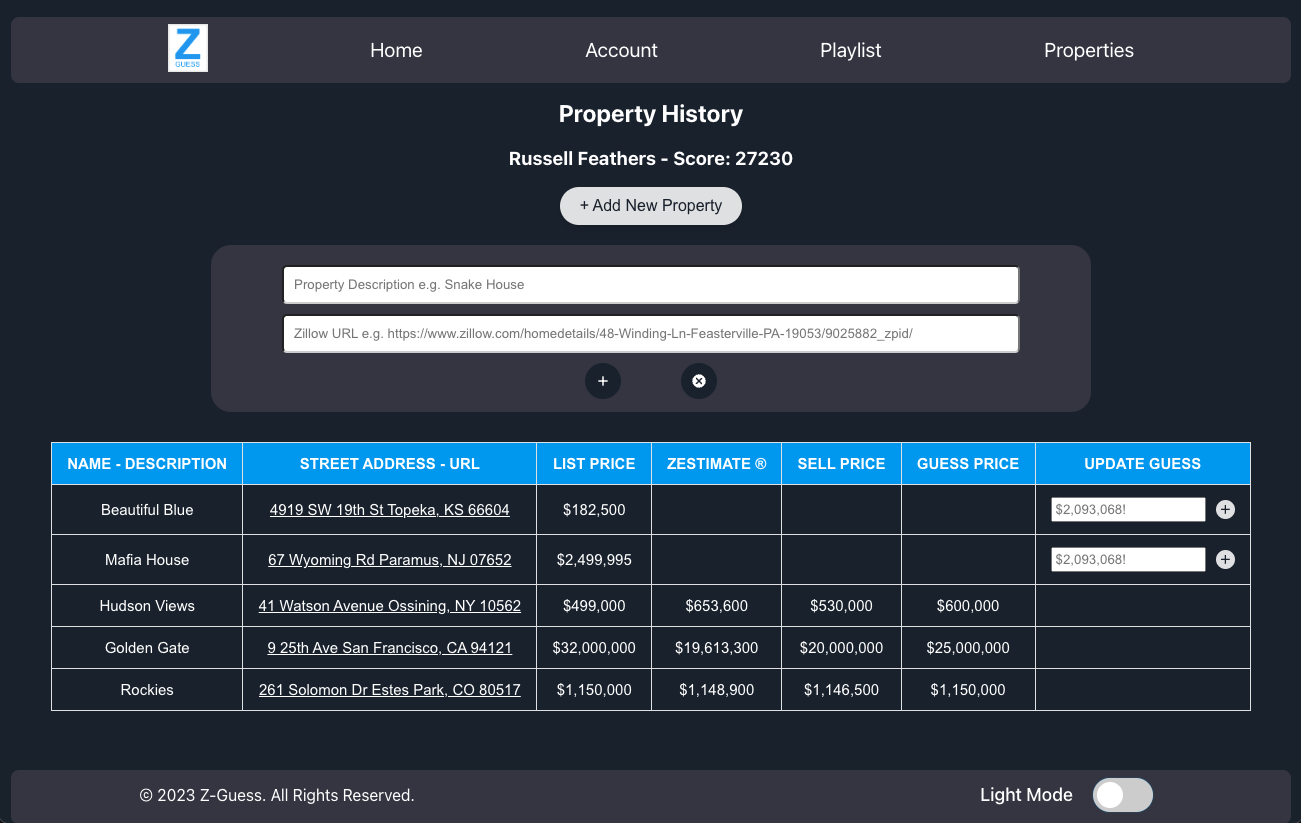 Z
GUESS
Home Account Playlist Properties
Property History
Russell Feathers - Score: 27230
+ Add New Property
Property Description e.g. Snake House
Zillow URL e.g. https://www.zillow.com/homedetails/48-Winding-Ln-Feasterville-PA-19053/9025882_zpid/
NAME - DESCRIPTION STREET ADDRESS - URL LIST PRICE ZESTIMATE ® SELL PRICE GUESS PRICE UPDATE GUESS
Beautiful Blue 4919 SW 19th St Topeka, KS 66604 $182,500 $2,093,068!
Mafia House 67 Wyoming Rd Paramus, NJ 07652 $2,499,995 $2,093,068!
Hudson Views 41 Watson Avenue Ossining, NY 10562 $499,000 $653,600 $530,000 $600,000
Golden Gate 9 25th Ave San Francisco, CA 94121 $32,000,000 $19,613,300 $20,000,000 $25,000,000
Rockies 261 Solomon Dr Estes Park, CO 80517 $1,150,000 $1,148,900 $1,146,500 $1,150,000
© 2023 Z-Guess. All Rights Reserved. Light Mode